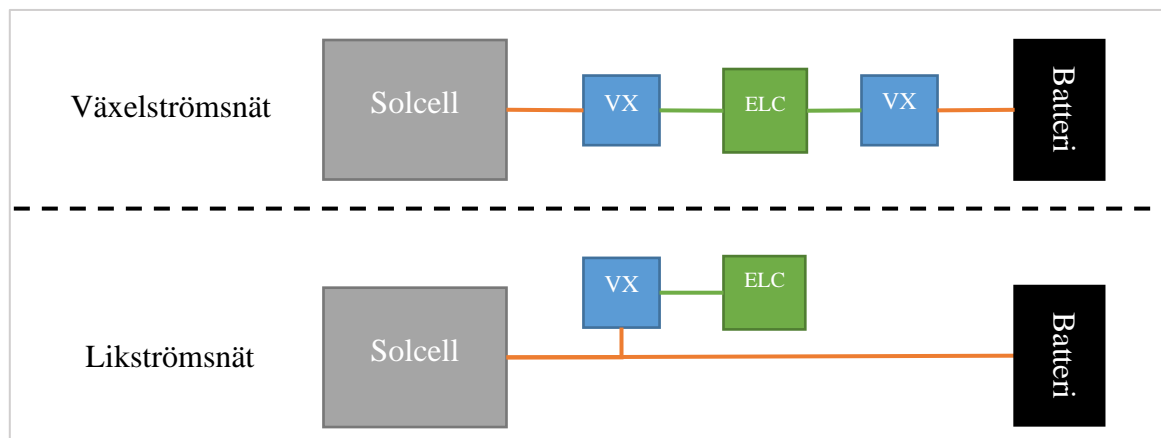 Växelströmsnät
Solcell
VX
ELC
VX
Batteri
Likströmsnät
Solcell
VX
ELC
Batteri